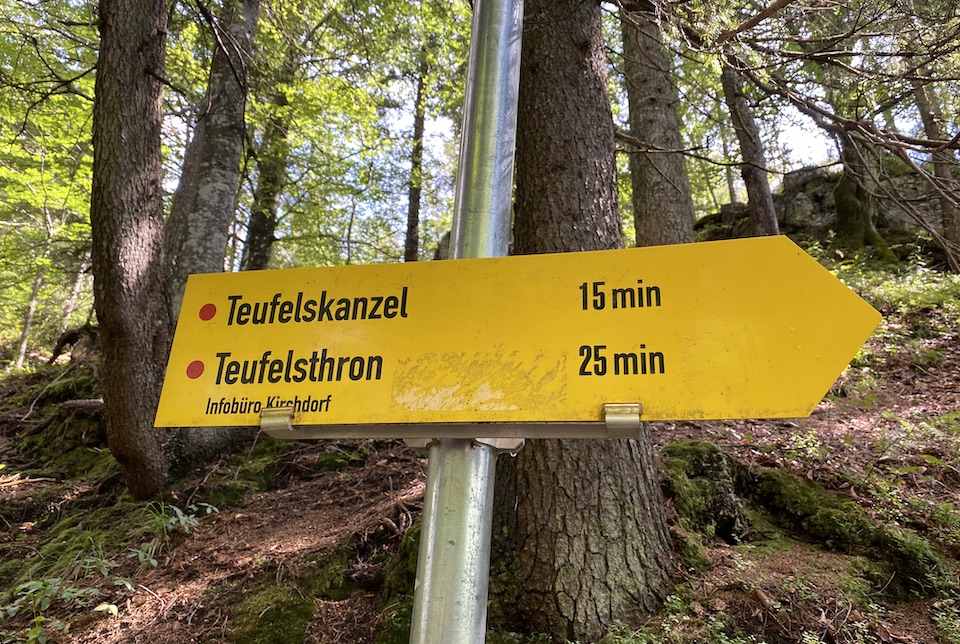 Teufelskanzel 15 min
Teufelsthron 25 min
Infobüro Kirchdorf